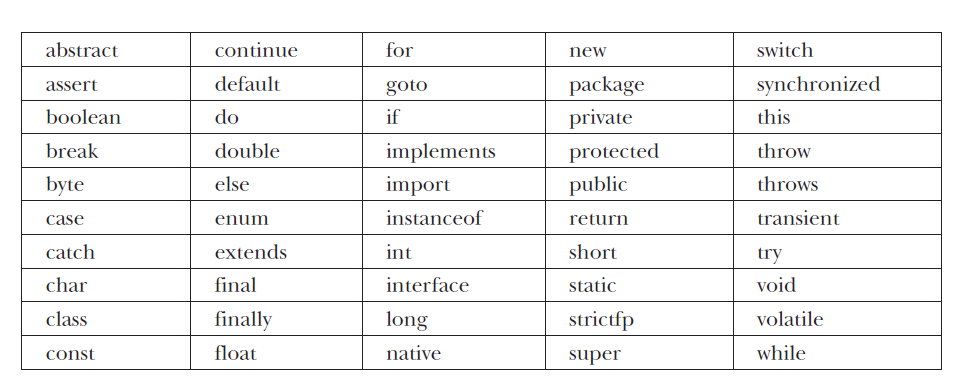 abstract continue for new switch
assert default goto package synchronized
boolean do if private this
break double implements protected throw
byte else import public throws
case enum instanceof return transient
catch extends int short try
char final interface static void
class finally long strictfp volatile
const float native super while